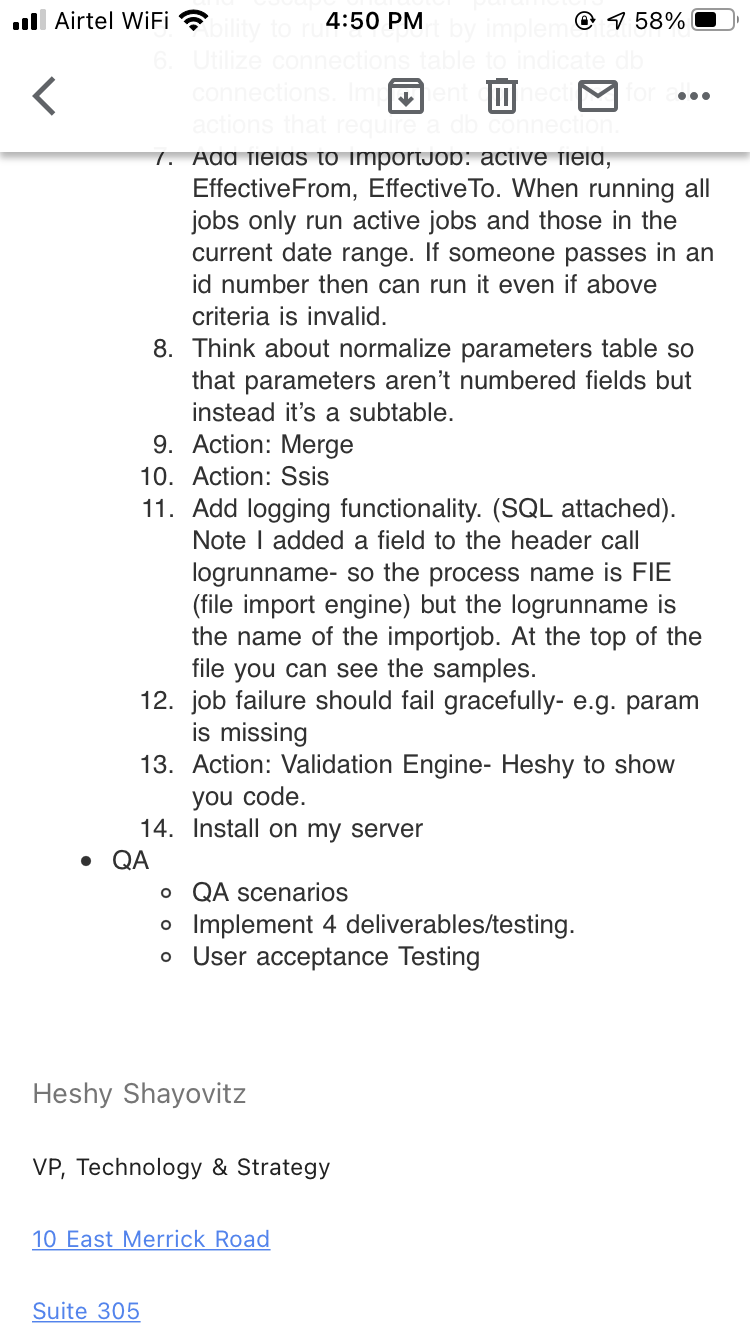 Airtel WiFi 4:50 PM 58%
and "escape character" parameters
5. Ability to run a report by implementation id
6. Utilize connections table to indicate db
connections. Implement connections for all
actions that require a db connection.
7. Add fields to ImportJob: active field,
EffectiveFrom, EffectiveTo. When running all
jobs only run active jobs and those in the
current date range. If someone passes in an
id number then can run it even if above
criteria is invalid.
8. Think about normalize parameters table so
that parameters aren’t numbered fields but
instead it’s a subtable.
9. Action: Merge
10. Action: Ssis
11. Add logging functionality. (SQL attached).
Note I added a field to the header call
logrunname- so the process name is FIE
(file import engine) but the logrunname is
the name of the importjob. At the top of the
file you can see the samples.
12. job failure should fail gracefully- e.g. param
is missing
13. Action: Validation Engine- Heshy to show
you code.
14. Install on my server
• QA
QA scenarios
Implement 4 deliverables/testing.
User acceptance Testing
Heshy Shayovitz
VP, Technology & Strategy
10 East Merrick Road
Suite 305